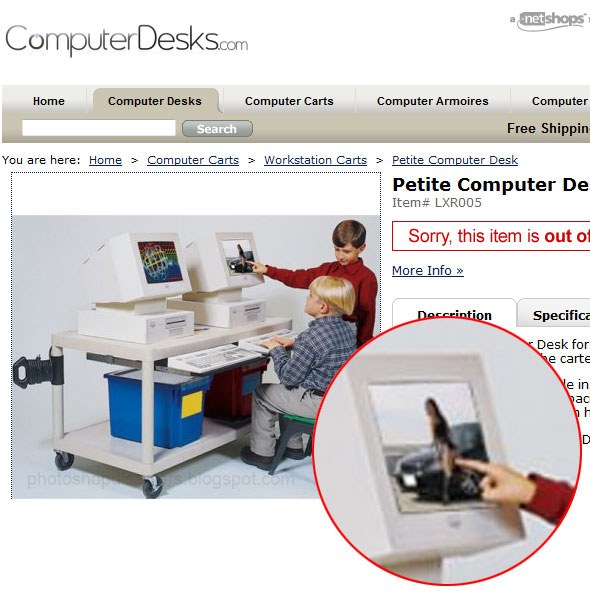 a netshops
ComputerDesks.com
Home Computer Desks Computer Carts Computer Armoires Computer
Search Free Shippin
You are here: Home > Computer Carts > Workstation Carts > Petite Computer Desk
Petite Computer De
Item# LXR005
Sorry, this item is out of
More Info »
Description Specifica
Desk for
be carte
le in
pac
h
D
photoshopdisasters.blogspot.com